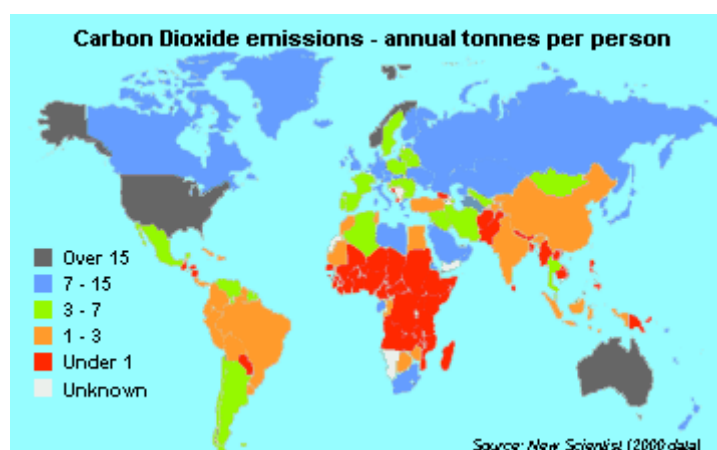 Carbon Dioxide emissions - annual tonnes per person
Over 15
7 - 15
3 - 7
1 - 3
Under 1
Unknown
Source: New Scientist (2000 data)